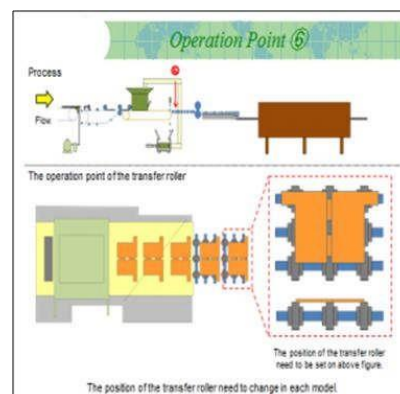 Operation Point ⑥
Process
Flow
The operation point of the transfer roller
The position of the transfer roller
need to be set on above figure.
The position of the transfer roller need to change in each model.